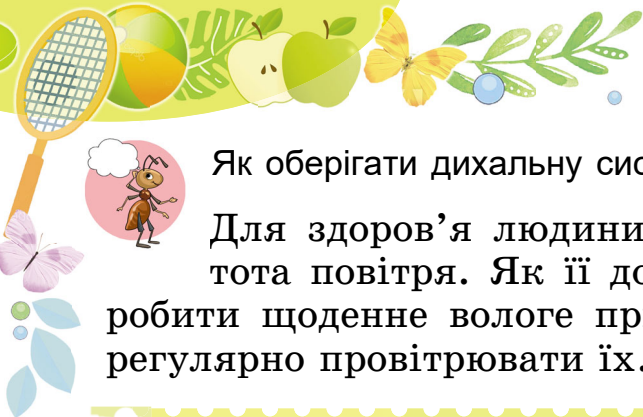 Як оберігати дихальну сис
Для здоров’я людини
тота повітря. Як її до
робити щоденне вологе пр
регулярно провітрювати їх.